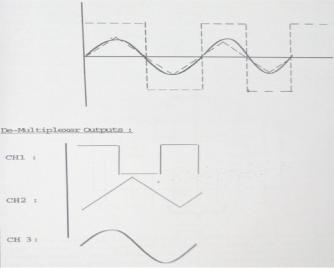 De-Multiplexer Outputs :
CH1 :
CH2 :
CH 3: